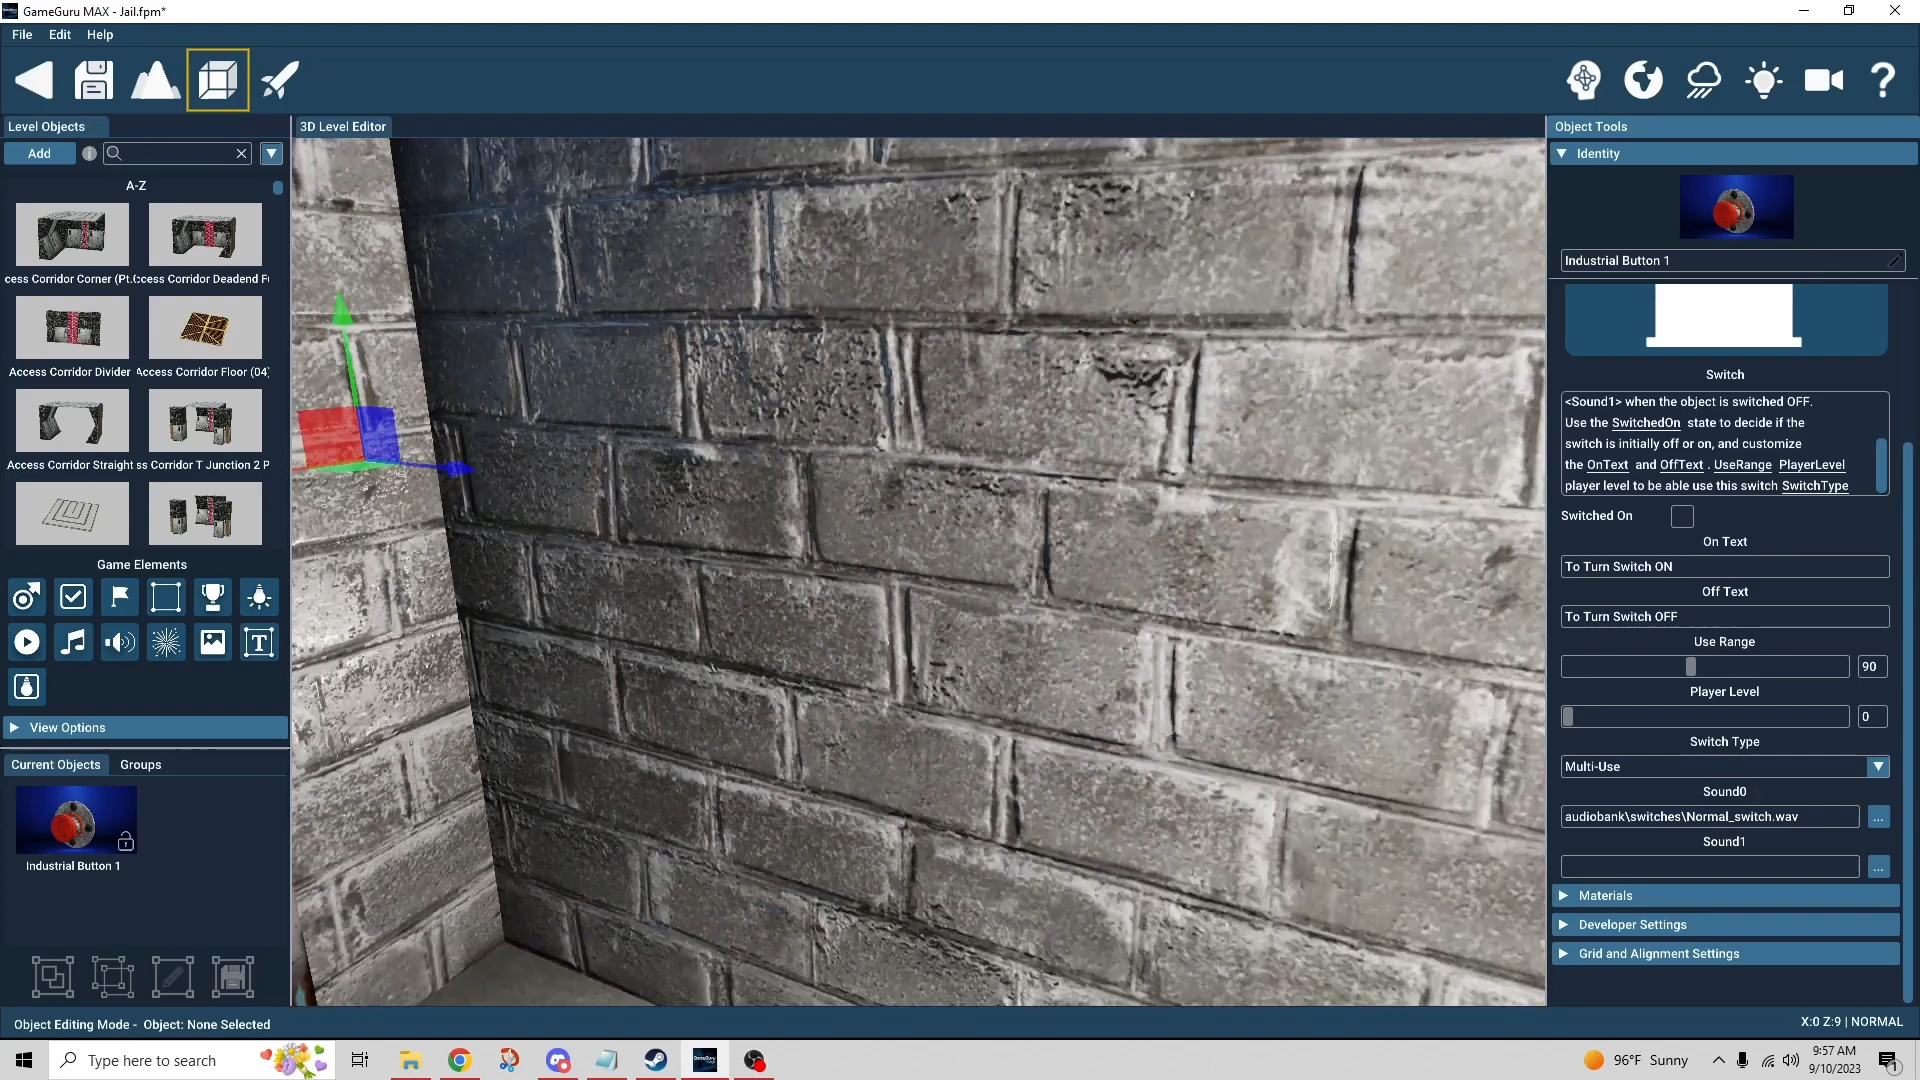 GameGuru MAX - Jail.fpm*
File Edit Help
Level Objects
3D Level Editor
Object Tools
Add
Identity
A-Z
cess Corridor Corner (Pt.
ccess Corridor Deadend F
Industrial Button 1
Access Corridor Divider
Access Corridor Floor (04)
Switch
<Sound1> when the object is switched OFF.
Use the SwitchedOn state to decide if the
switch is initially off or on, and customize
the OnText and OffText . UseRange PlayerLevel
player level to be able use this switch SwitchType
Access Corridor Straight
ss Corridor T Junction 2 P
Switched On
On Text
To Turn Switch ON
Off Text
To Turn Switch OFF
Use Range
90
Player Level
0
Switch Type
Multi-Use
Sound0
audiobank\switches\Normal_switch.wav
...
Sound1
...
Materials
Developer Settings
Grid and Alignment Settings
Game Elements
T
View Options
Current Objects Groups
Industrial Button 1
Object Editing Mode - Object: None Selected
X:0 Z:9 | NORMAL
Type here to search
96°F Sunny
9:57 AM
9/10/2023
1